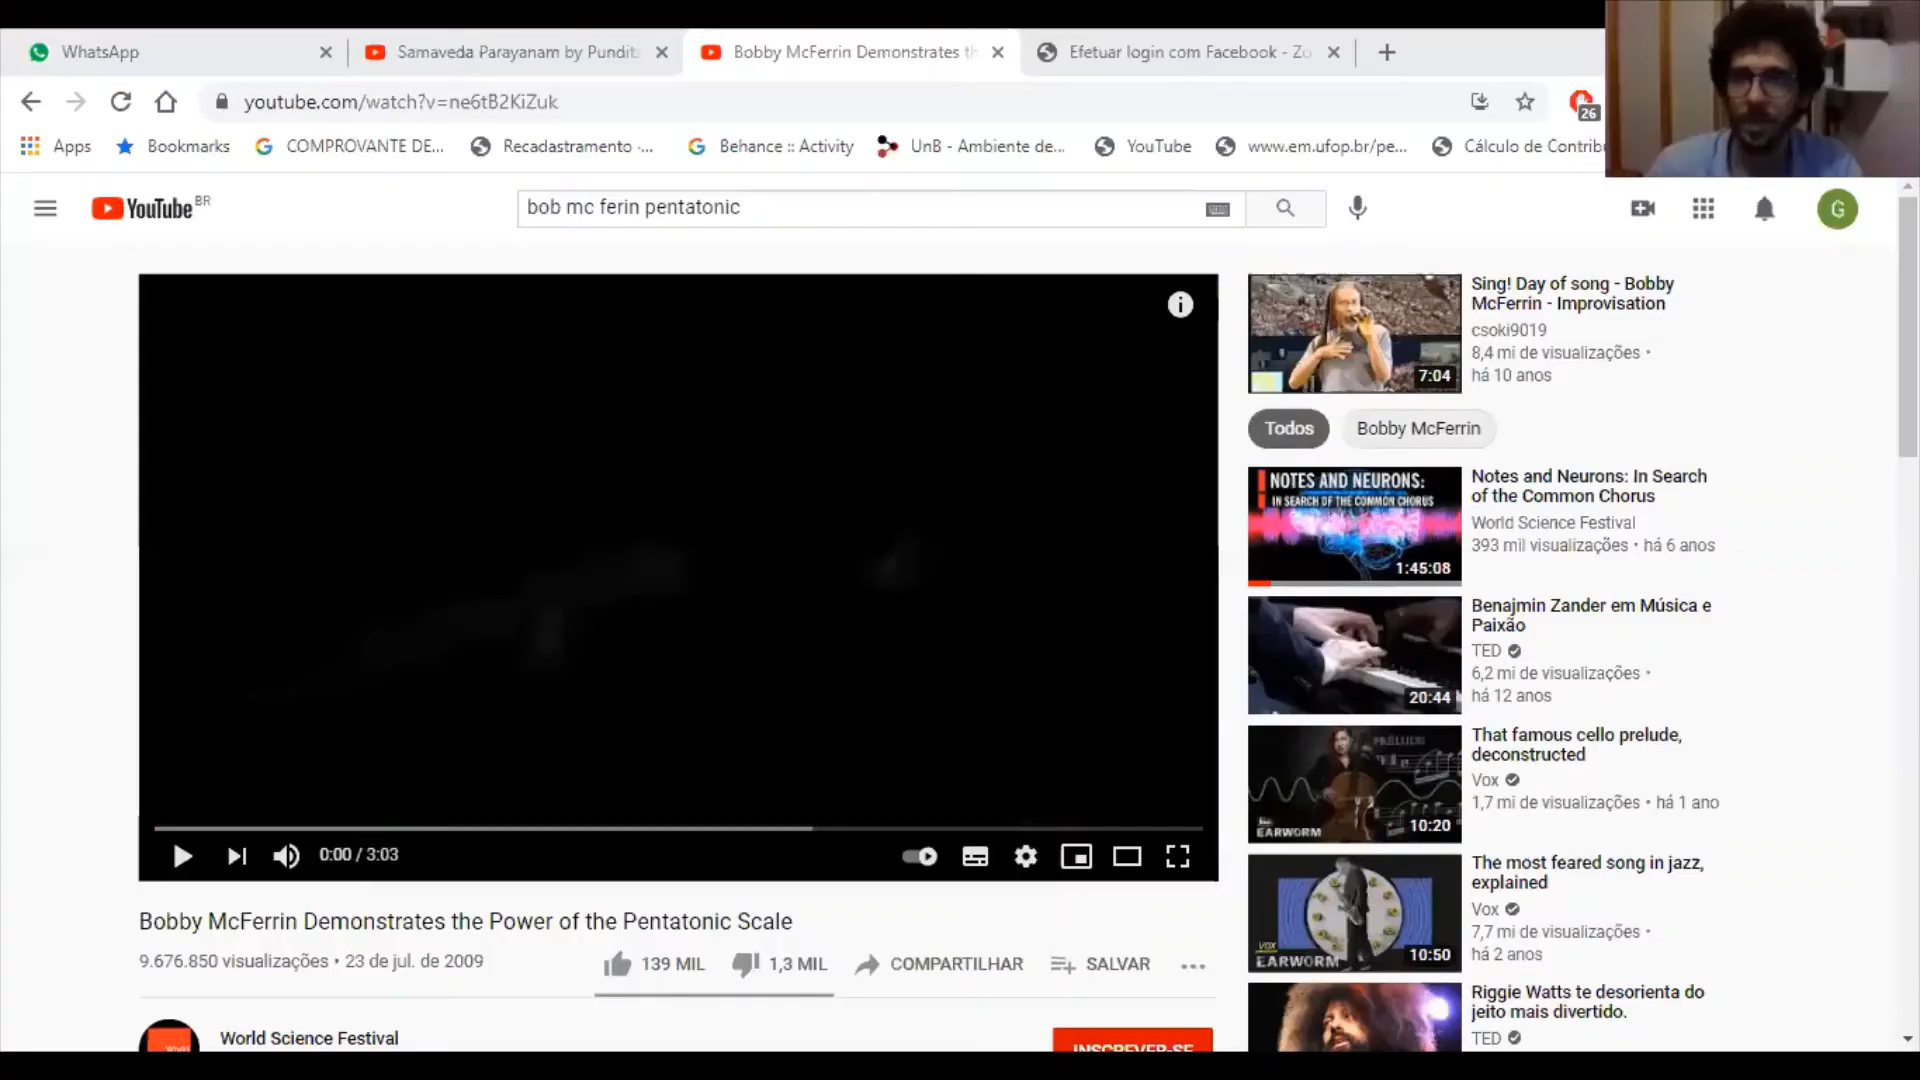 WhatsApp
Samaveda Parayanam by Pundits
Bobby McFerrin Demonstrates th
Efetuar login com Facebook - Zo
youtube.com/watch?v=ne6tB2KiZuk
26
Apps
Bookmarks
COMPROVANTE DE...
Recadastramento -...
Behance :: Activity
UnB - Ambiente de...
YouTube
www.em.ufop.br/pe...
Cálculo de Contribu
YouTube BR
bob mc ferin pentatonic
G
Sing! Day of song - Bobby
McFerrin - Improvisation
csoki9019
8,4 mi de visualizações •
há 10 anos
7:04
Todos
Bobby McFerrin
NOTES AND NEURONS:
IN SEARCH OF THE COMMON CHORUS
1:45:08
Notes and Neurons: In Search
of the Common Chorus
World Science Festival
393 mil visualizações • há 6 anos
20:44
Benajmin Zander em Música e
Paixão
TED
6,2 mi de visualizações •
há 12 anos
PRÉLUDE
EARWORM
10:20
That famous cello prelude,
deconstructed
Vox
1,7 mi de visualizações • há 1 ano
VOX
EARWORM
10:50
The most feared song in jazz,
explained
Vox
7,7 mi de visualizações •
há 2 anos
Riggie Watts te desorienta do
jeito mais divertido.
TED
0:00 / 3:03
Bobby McFerrin Demonstrates the Power of the Pentatonic Scale
9.676.850 visualizações • 23 de jul. de 2009
139 MIL
1,3 MIL
COMPARTILHAR
SALVAR
World Science Festival
INSCREVER-SE